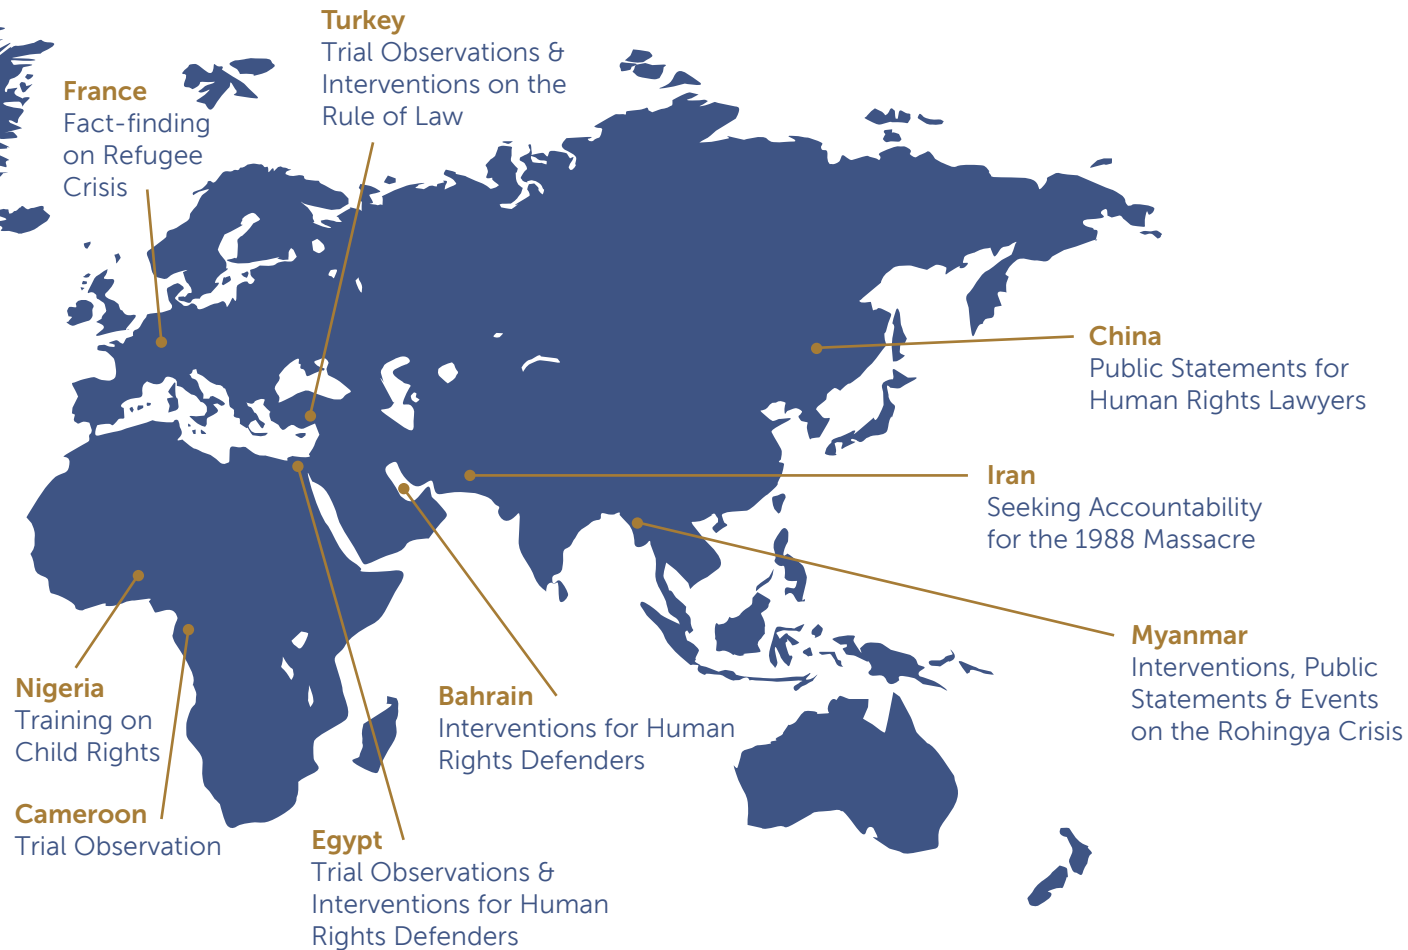 Turkey
Trial Observations &
Interventions on the
Rule of Law
France
Fact-finding
on Refugee
Crisis
China
Public Statements for
Human Rights Lawyers
Iran
Seeking Accountability
for the 1988 Massacre
Myanmar
Interventions, Public
Statements & Events
on the Rohingya Crisis
Nigeria
Training on
Child Rights
Bahrain
Interventions for Human
Rights Defenders
Cameroon
Trial Observation
Egypt
Trial Observations &
Interventions for Human
Rights Defenders